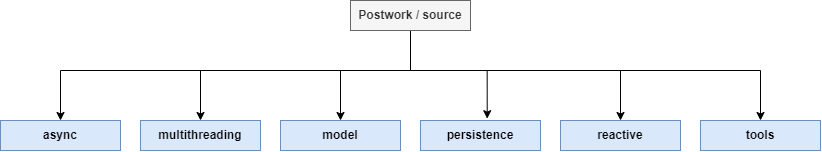 Postwork / source
async
multithreading
model
persistence
reactive
tools